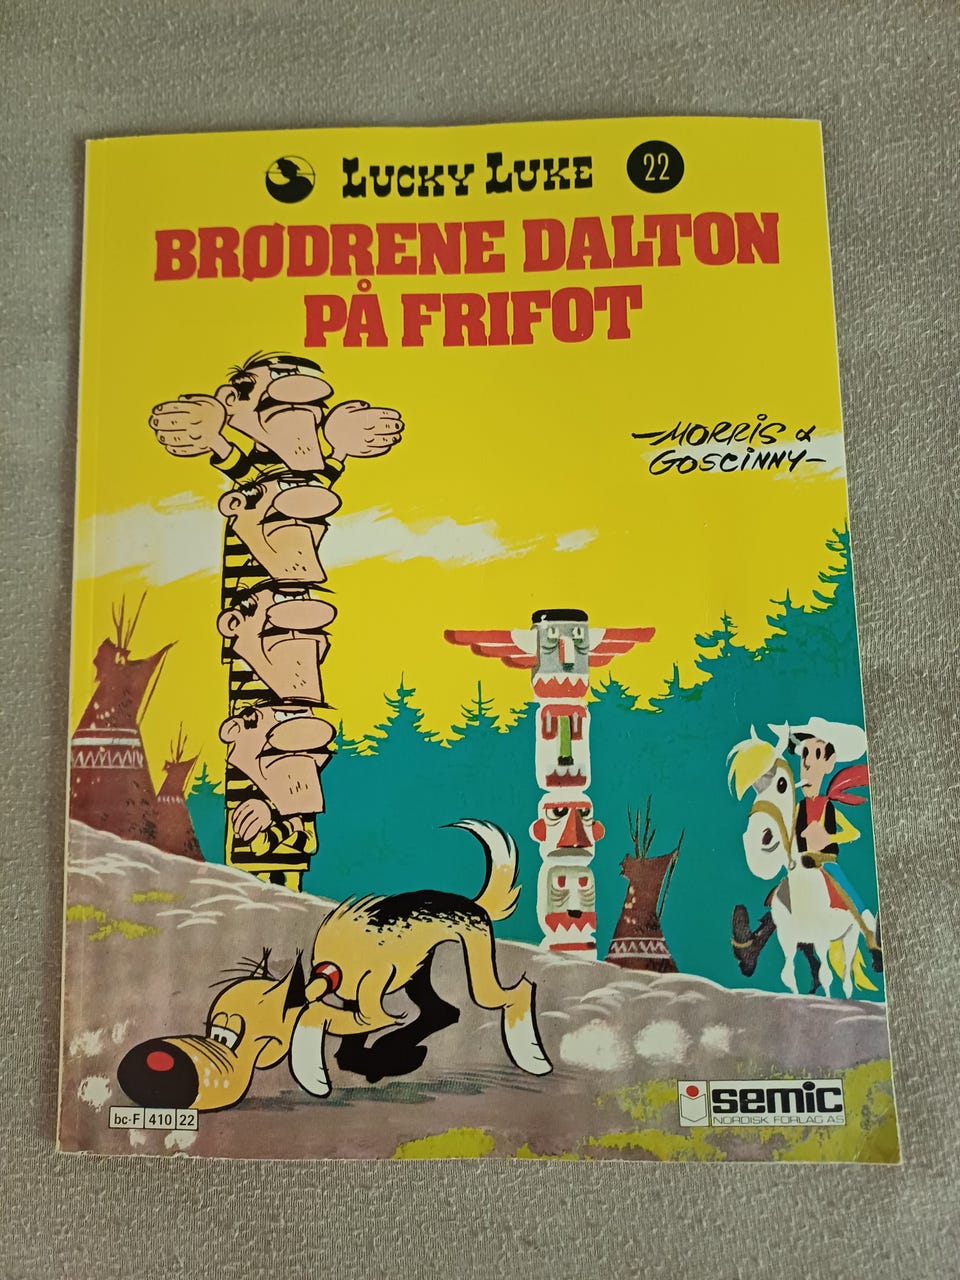 LUCKY LUKE 22
BRØDRENE DALTON
PÅ FRIFOT
-MORRIS &
GOSCINNY-
semic
NORDISK FORLAG AS
bc-F 410 22